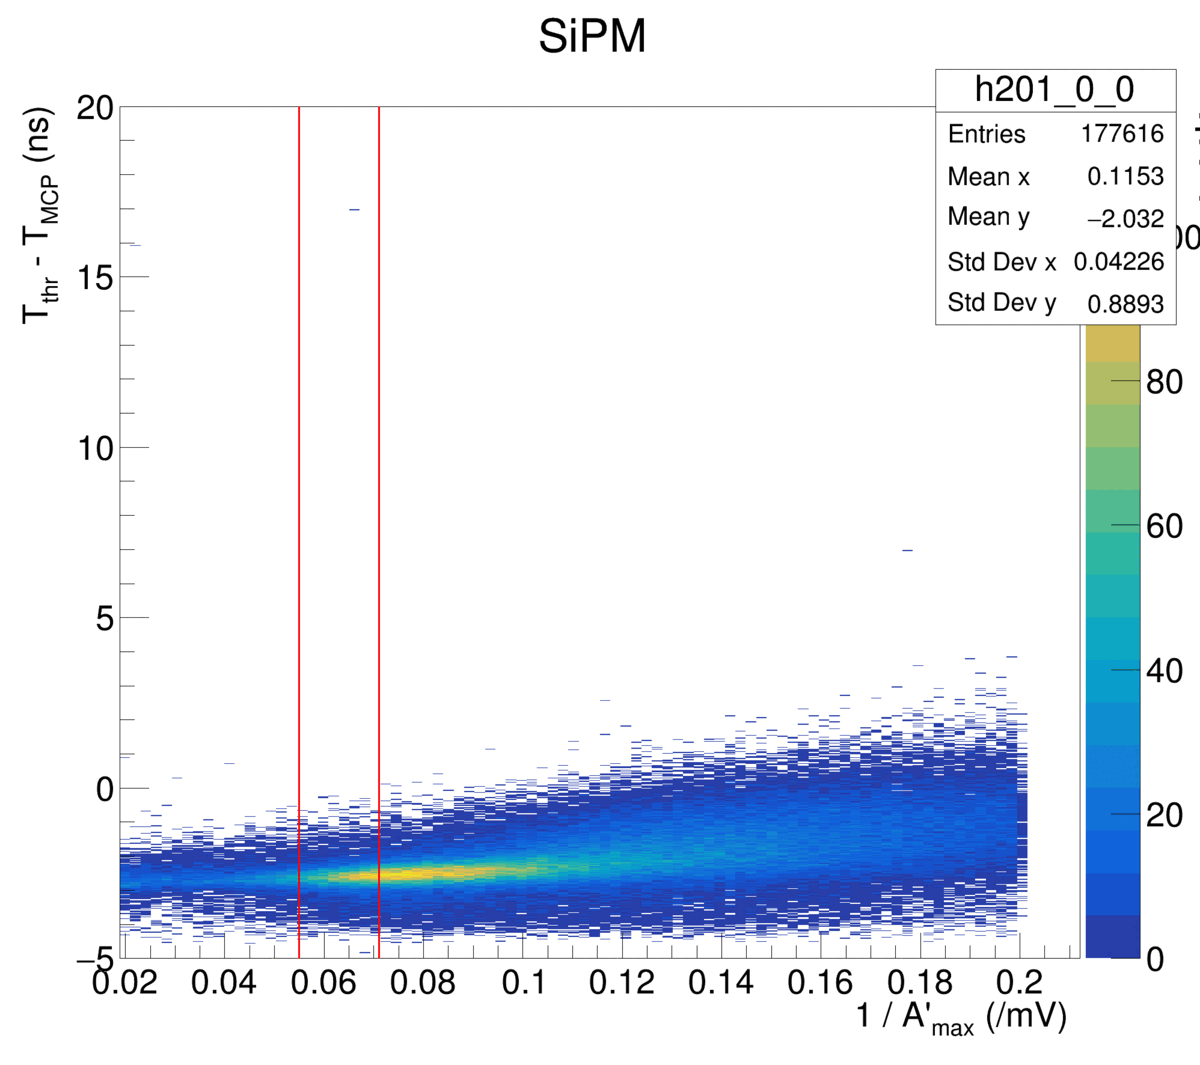 SiPM
h201_0_0
Entries 177616
Mean x 0.1153
Mean y −2.032
Std Dev x 0.04226
Std Dev y 0.8893
T_thr - T_MCP (ns)
20
15
10
5
0
−5
0.02 0.04 0.06 0.08 0.1 0.12 0.14 0.16 0.18 0.2
1 / A'_max (/mV)
80
60
40
20
0